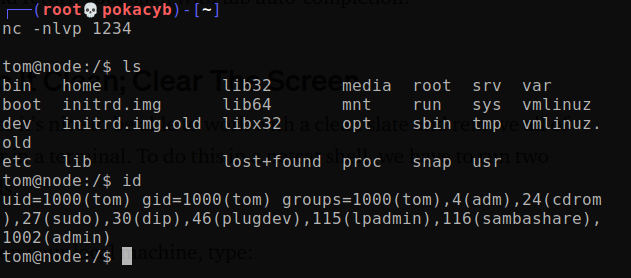 ┌──(root💀pokacyb)-[~]
nc -nlvp 1234
tom@node:/$ ls
bin home lib32 media root srv var
boot initrd.img lib64 mnt run sys vmlinuz
dev initrd.img.old libx32 opt sbin tmp vmlinuz.
old
etc lib lost+found proc snap usr
tom@node:/$ id
uid=1000(tom) gid=1000(tom) groups=1000(tom),4(adm),24(cdrom
),27(sudo),30(dip),46(plugdev),115(lpadmin),116(sambashare),
1002(admin)
tom@node:/$